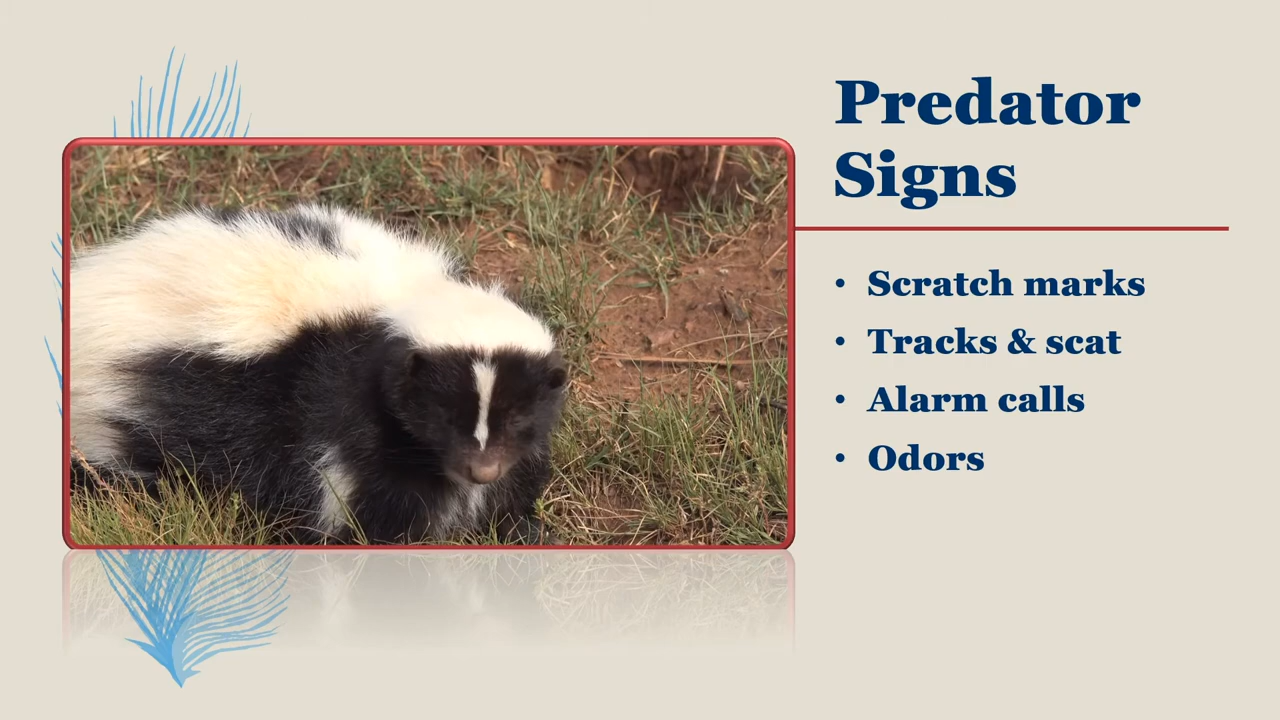 Predator
Signs
• Scratch marks
• Tracks & scat
• Alarm calls
• Odors